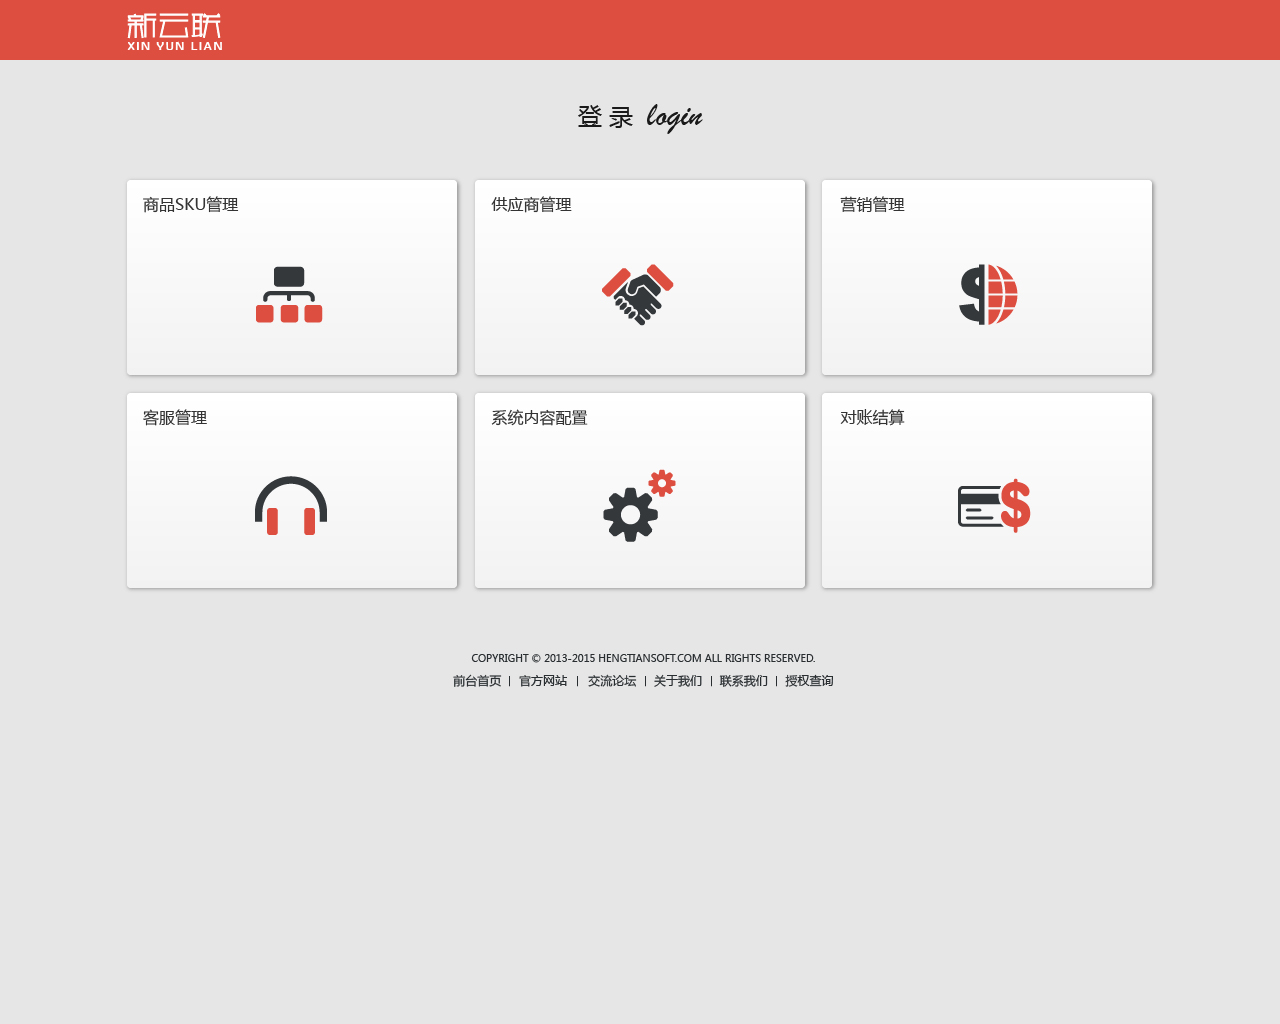 新云联
XIN YUN LIAN
登录 login
商品SKU管理
供应商管理
营销管理
客服管理
系统内容配置
对账结算
COPYRIGHT © 2013-2015 HENGTIANSOFT.COM ALL RIGHTS RESERVED.
前台首页 | 官方网站 | 交流论坛 | 关于我们 | 联系我们 | 授权查询